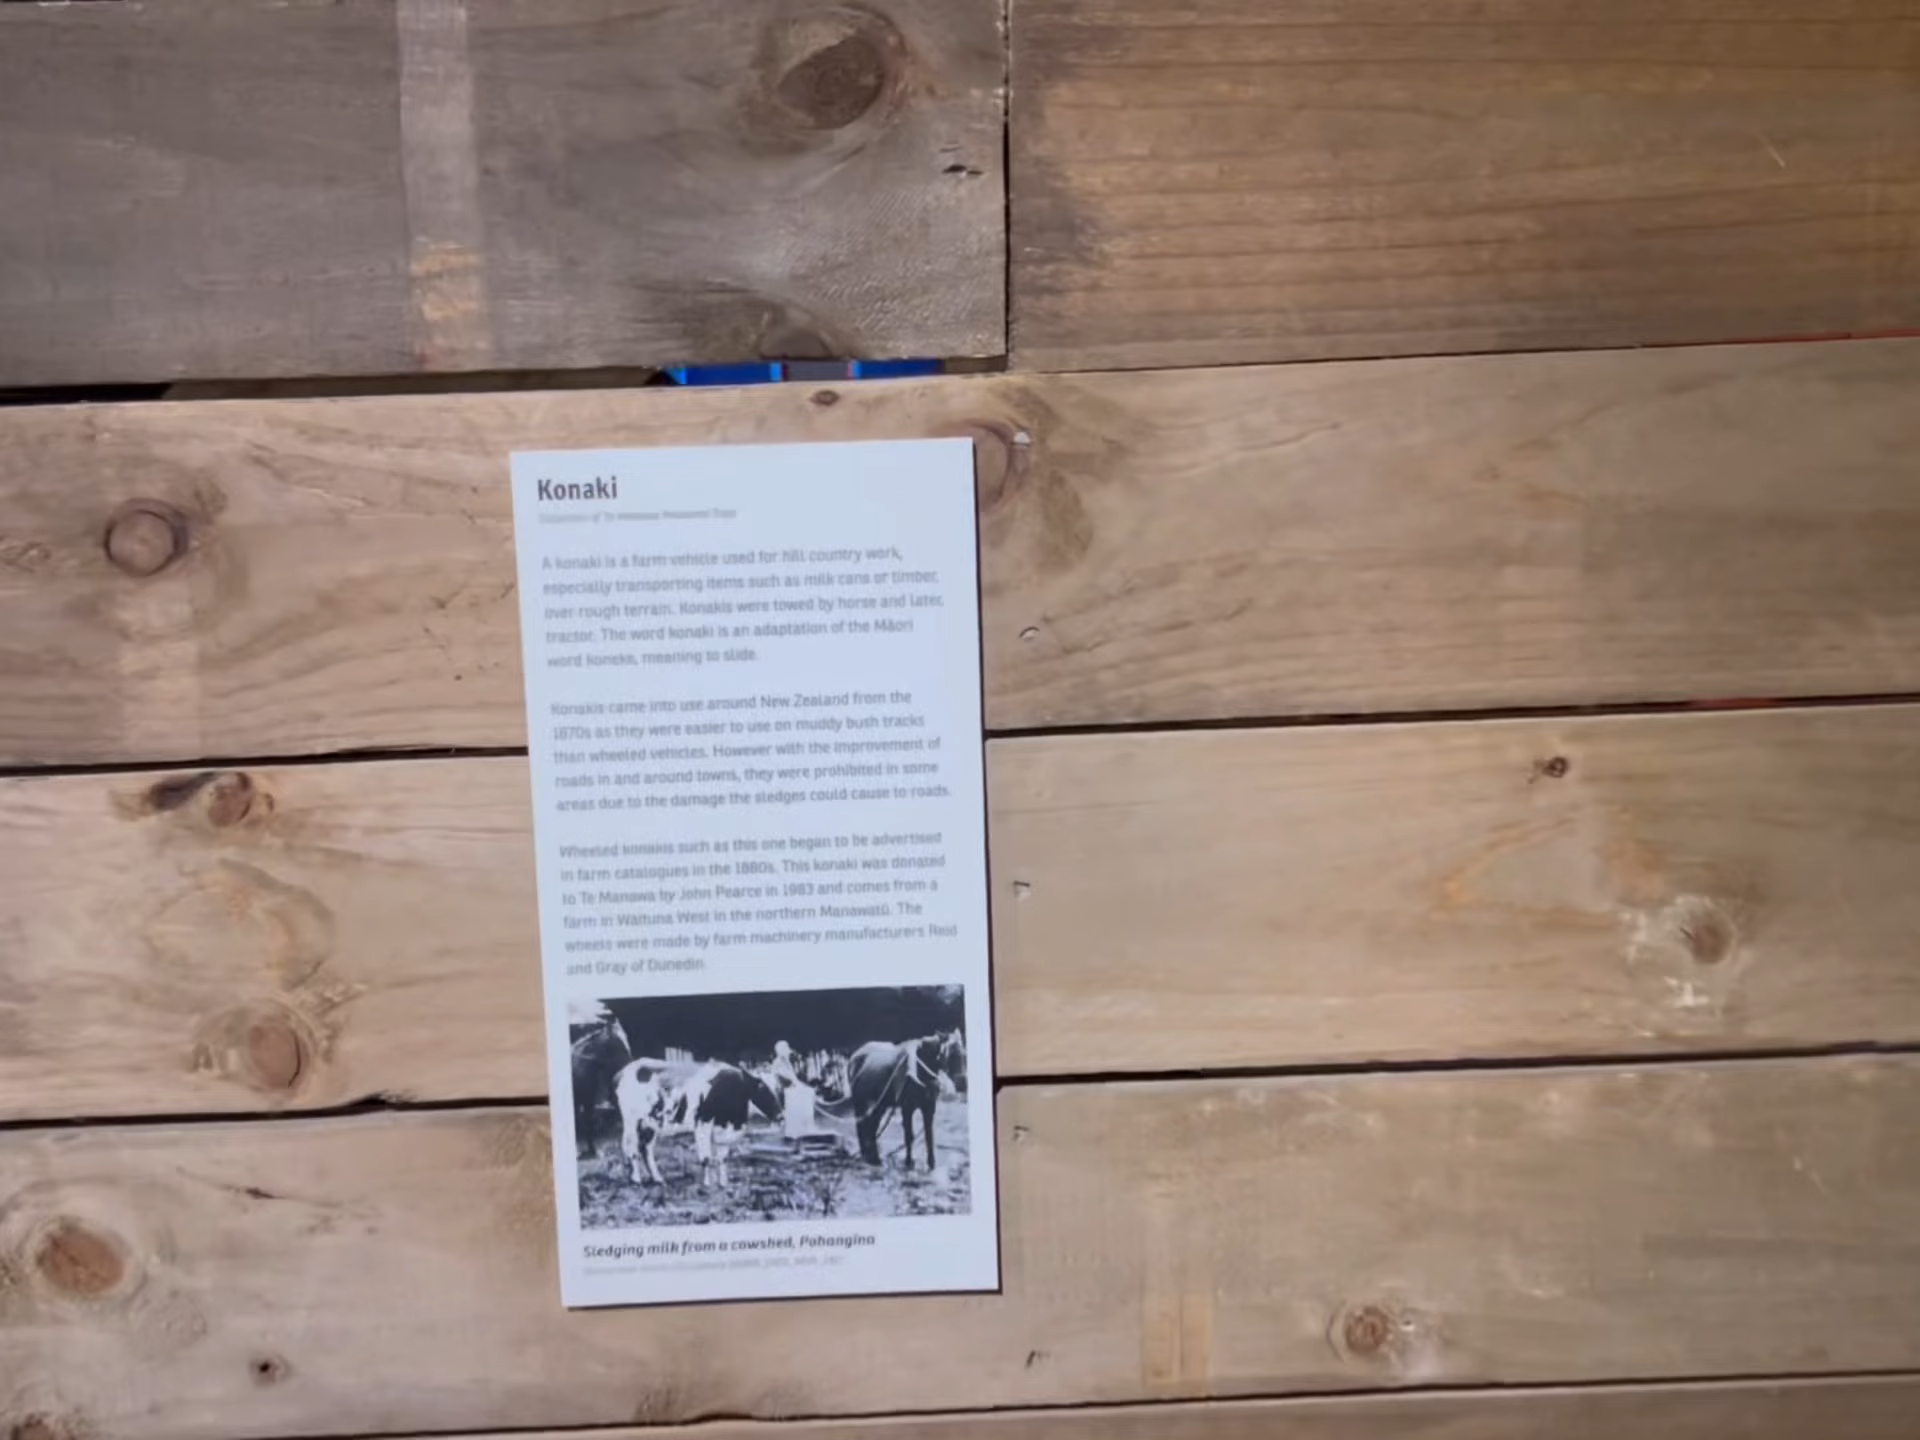 Konaki
A konaki is a farm vehicle used for hill country work,
especially transporting items such as milk cans or timber,
over rough terrain. Konakis were towed by horse and later,
tractor. The word konaki is an adaptation of the Māori
word koneke, meaning to slide.
Konakis came into use around New Zealand from the
1870s as they were easier to use on muddy bush tracks
than wheeled vehicles. However with the improvement of
roads in and around towns, they were prohibited in some
areas due to the damage the sledges could cause to roads.
Wheeled konakis such as this one began to be advertised
in farm catalogues in the 1880s. This konaki was donated
to Te Manawa by John Pearce in 1983 and comes from a
farm in Waituna West in the northern Manawatū. The
wheels were made by farm machinery manufacturers Reid
and Gray of Dunedin.
Sledging milk from a cowshed, Pohangina